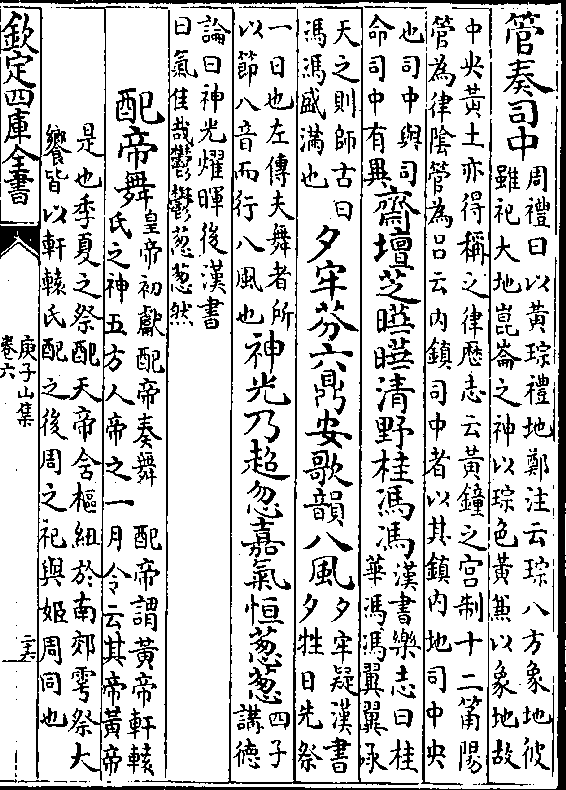 管奏司中周禮曰以黃琮禮地鄭注云琮八方象地彼
雖祀大地崑崙之神以琮色黃兼以象地故
中央黃土亦得稱之律歷志云黃鐘之宮制十二筩陽
管為律陰管為呂云内鎮司中者以其鎮内地司中央
也司中與司
命司中有異齋壇芝曀曀清野桂馮馮漢書樂志曰桂
華馮馮翼翼承
天之則師古曰
馮馮盛滿也夕牢芬六鼎安歌韻八風夕牢疑漢書
夕牲日先祭
一日也左傳夫舞者所
以節八音而行八風也神光乃超忽嘉氣恒葱葱四子
講德
論曰神光燿暉後漢書
曰氣佳哉鬱鬱葱葱然
配帝舞皇帝初獻配帝奏舞 配帝謂黃帝軒轅
氏之神五方人帝之一月令云其帝黃帝
是也季夏之祭配天帝含樞紐於南郊雩祭大
饗皆以軒轅氏配之後周之祀與姬周同也
欽定四庫全書
庾子山集
卷六